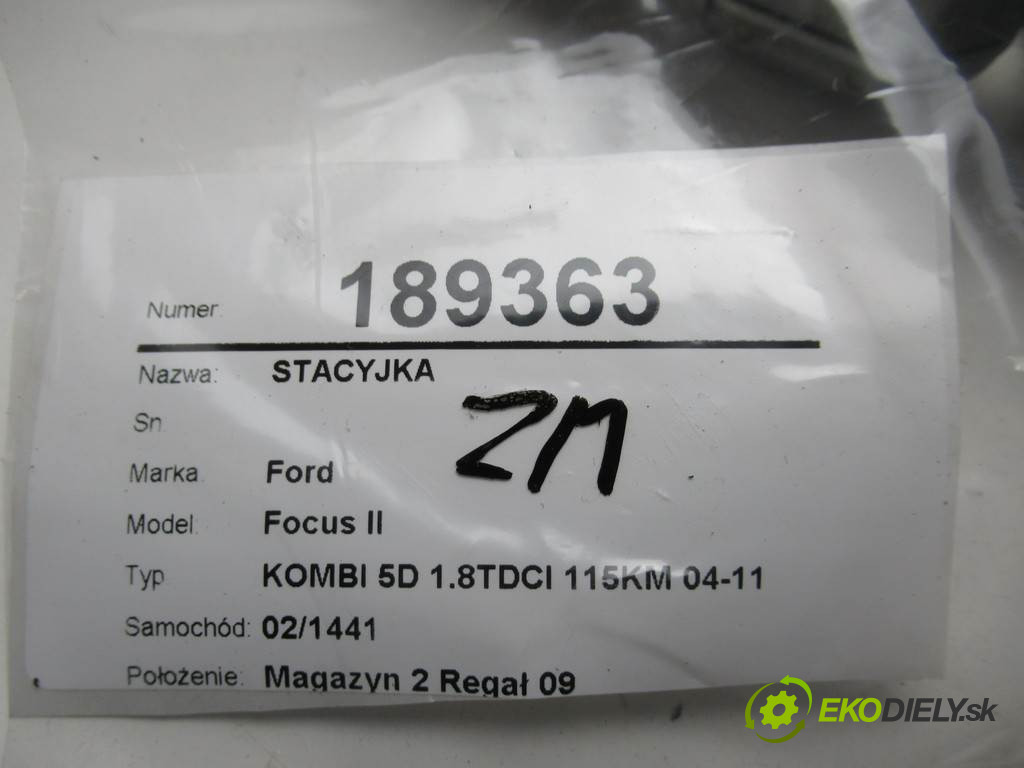 Numer: 189363
Nazwa: STACYJKA
ZM
Sn
Marka Ford
Model: Focus II
Typ KOMBI 5D 1.8TDCI 115KM 04-11
Samochód: 02/1441
Położenie: Magazyn 2 Regał 09
EKODIELY.sk